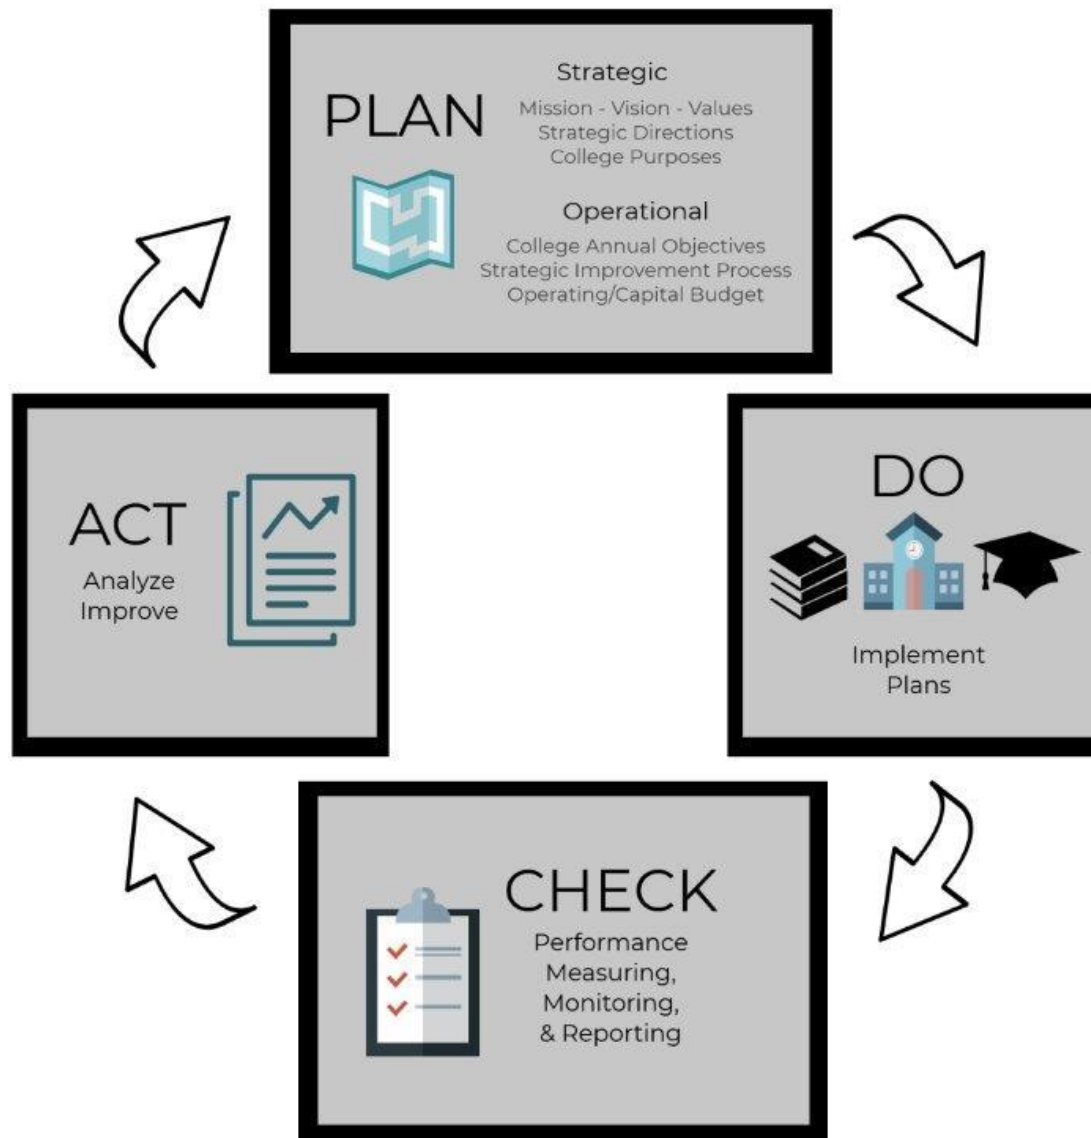 PLAN
Strategic
Mission - Vision - Values
Strategic Directions
College Purposes
Operational
College Annual Objectives
Strategic Improvement Process
Operating/Capital Budget
DO
Implement
Plans
CHECK
Performance
Measuring,
Monitoring,
& Reporting
ACT
Analyze
Improve